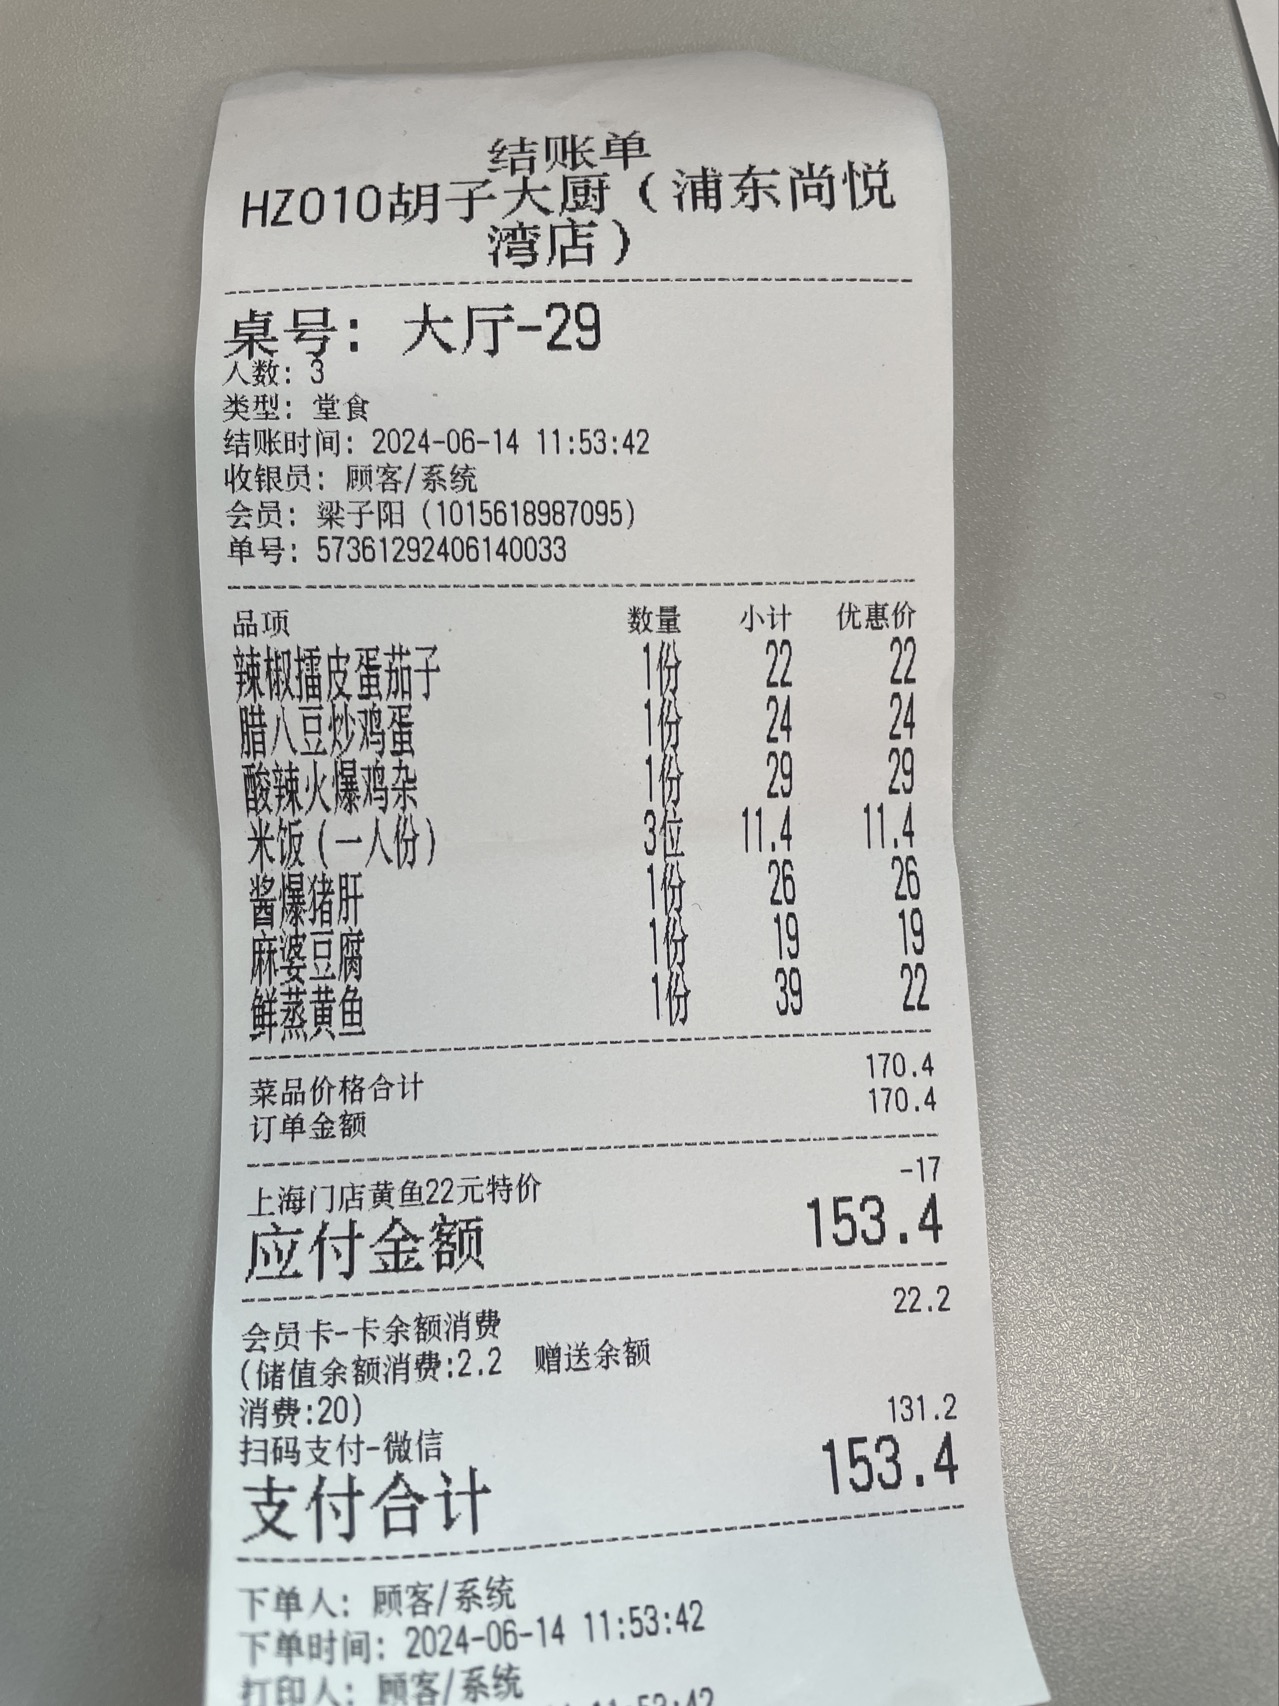 结账单
HZ010胡子大厨（浦东尚悦
湾店）
桌号：大厅-29
人数：3
类型：堂食
结账时间：2024-06-14 11:53:42
收银员：顾客/系统
会员：梁子阳（1015618987095）
单号：573612922406140033
品项 数量 小计 优惠价
辣椒擂皮蛋茄子 1份 22 22
腊八豆炒鸡蛋 1份 24 24
酸辣火爆鸡杂 1份 29 29
米饭（一人份） 3位 11.4 11.4
酱爆猪肝 1份 26 26
麻婆豆腐 1份 19 19
鲜蒸黄鱼 1份 39 22
菜品价格合计 170.4
订单金额 170.4
上海门店黄鱼22元特价 -17
应付金额 153.4
会员卡-卡余额消费 22.2
(储值余额消费:2.2 赠送余额
消费:20)
扫码支付-微信 131.2
支付合计 153.4
下单人：顾客/系统
下单时间：2024-06-14 11:53:42
打印人：顾客/系统